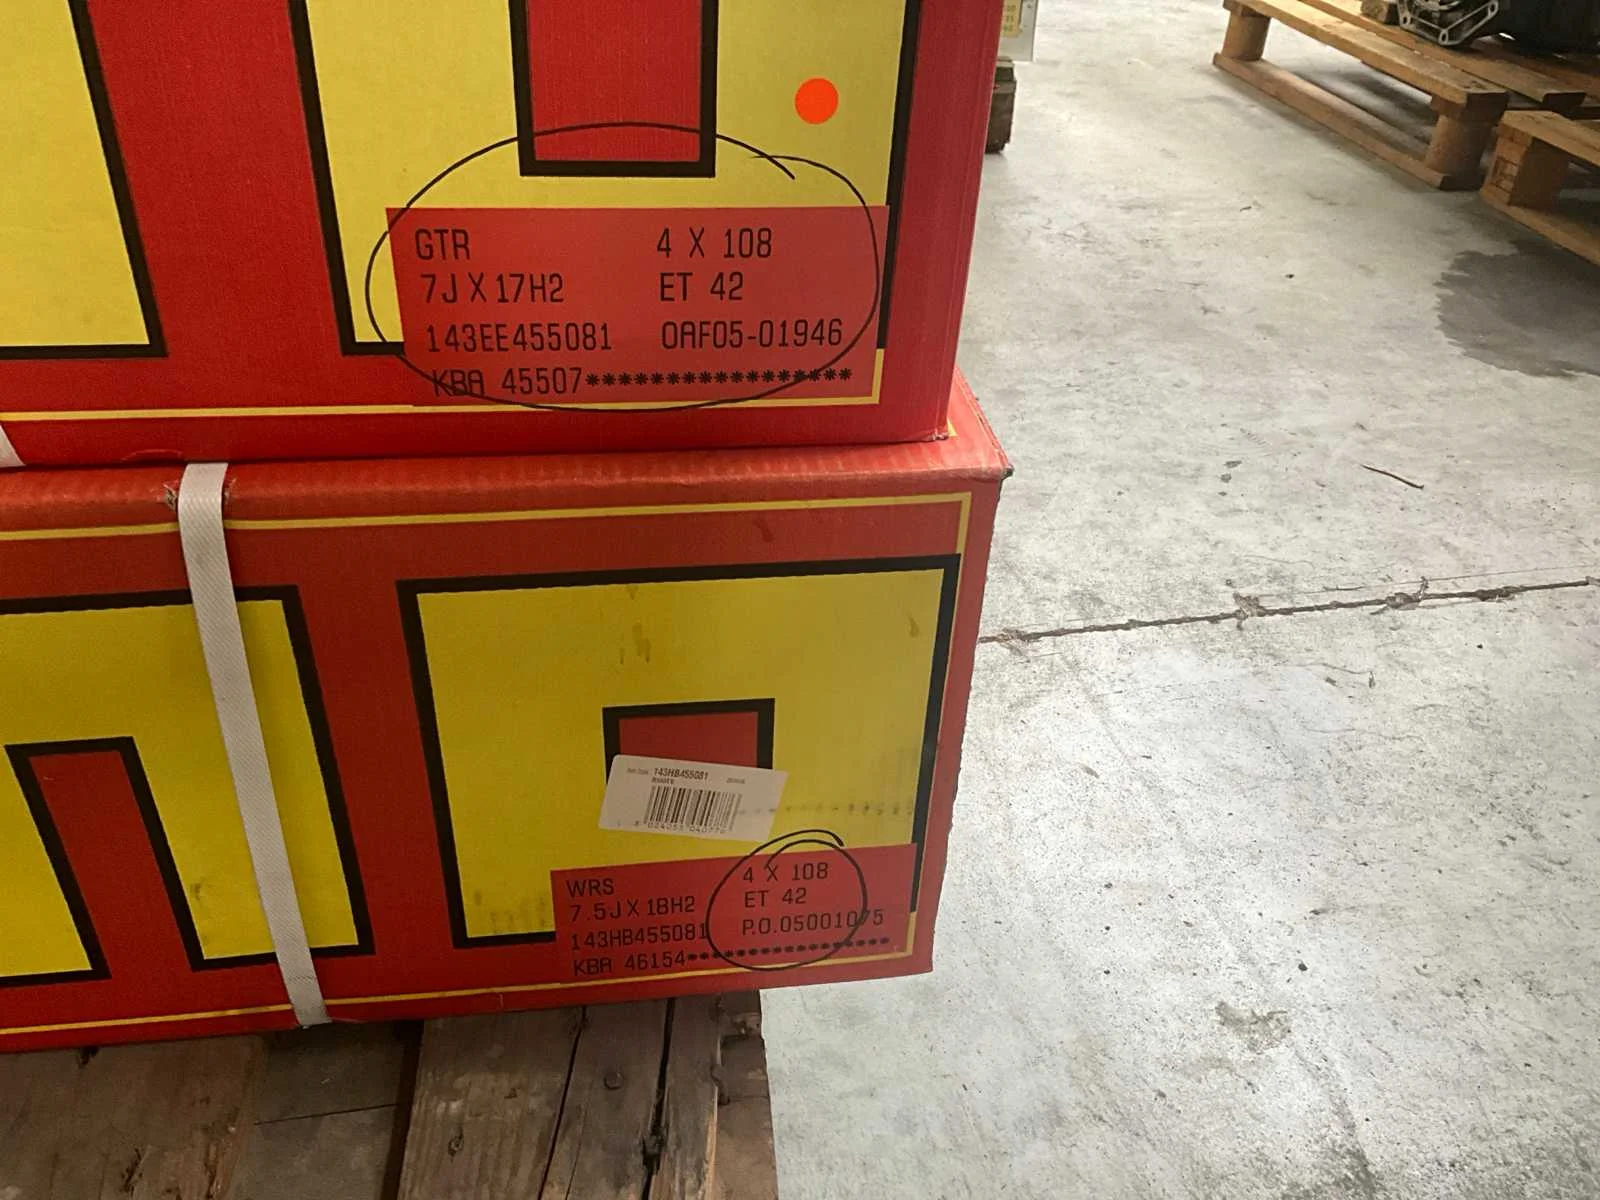 GTR 4 X 108
7J X 17H2 ET 42
143EE455081 OAF05-01946
KBA 45507*****************
143HB455081
WRS 4 X 108
7.5J X 18H2 ET 42
143HB455081 P.O.05001075
KBA 46154*****************